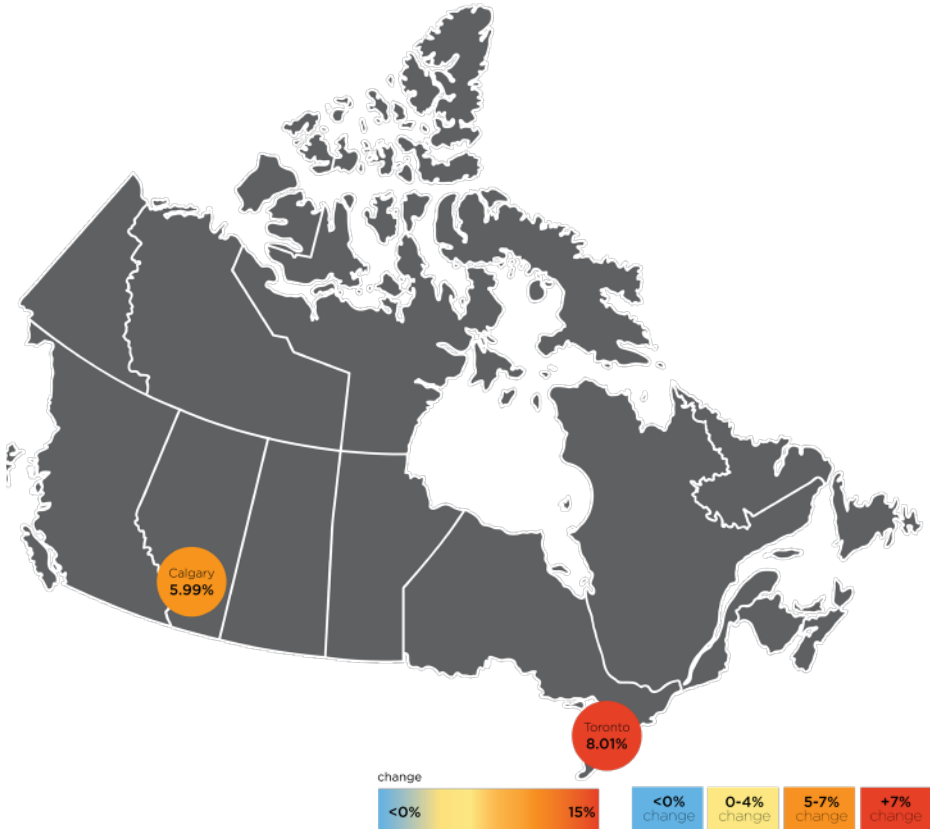 Calgary
5.99%
Toronto
8.01%
change
<0%
15%
<0%
change
0-4%
change
5-7%
change
+7%
change